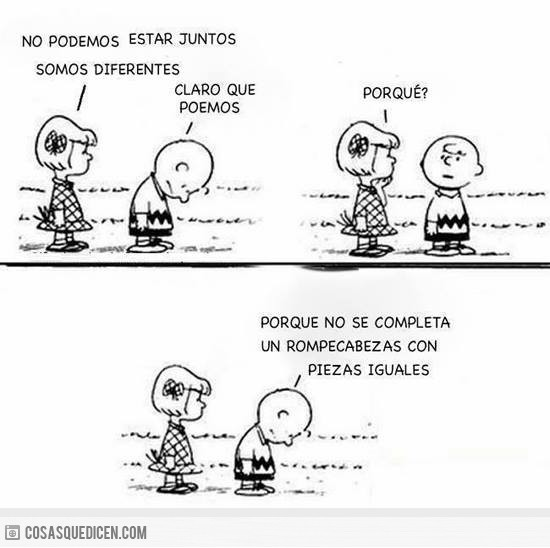 NO PODEMOS ESTAR JUNTOS
SOMOS DIFERENTES
CLARO QUE
POEMOS
PORQUÉ?
PORQUE NO SE COMPLETA
UN ROMPECABEZAS CON
PIEZAS IGUALES
COSASQUEDICEN.COM